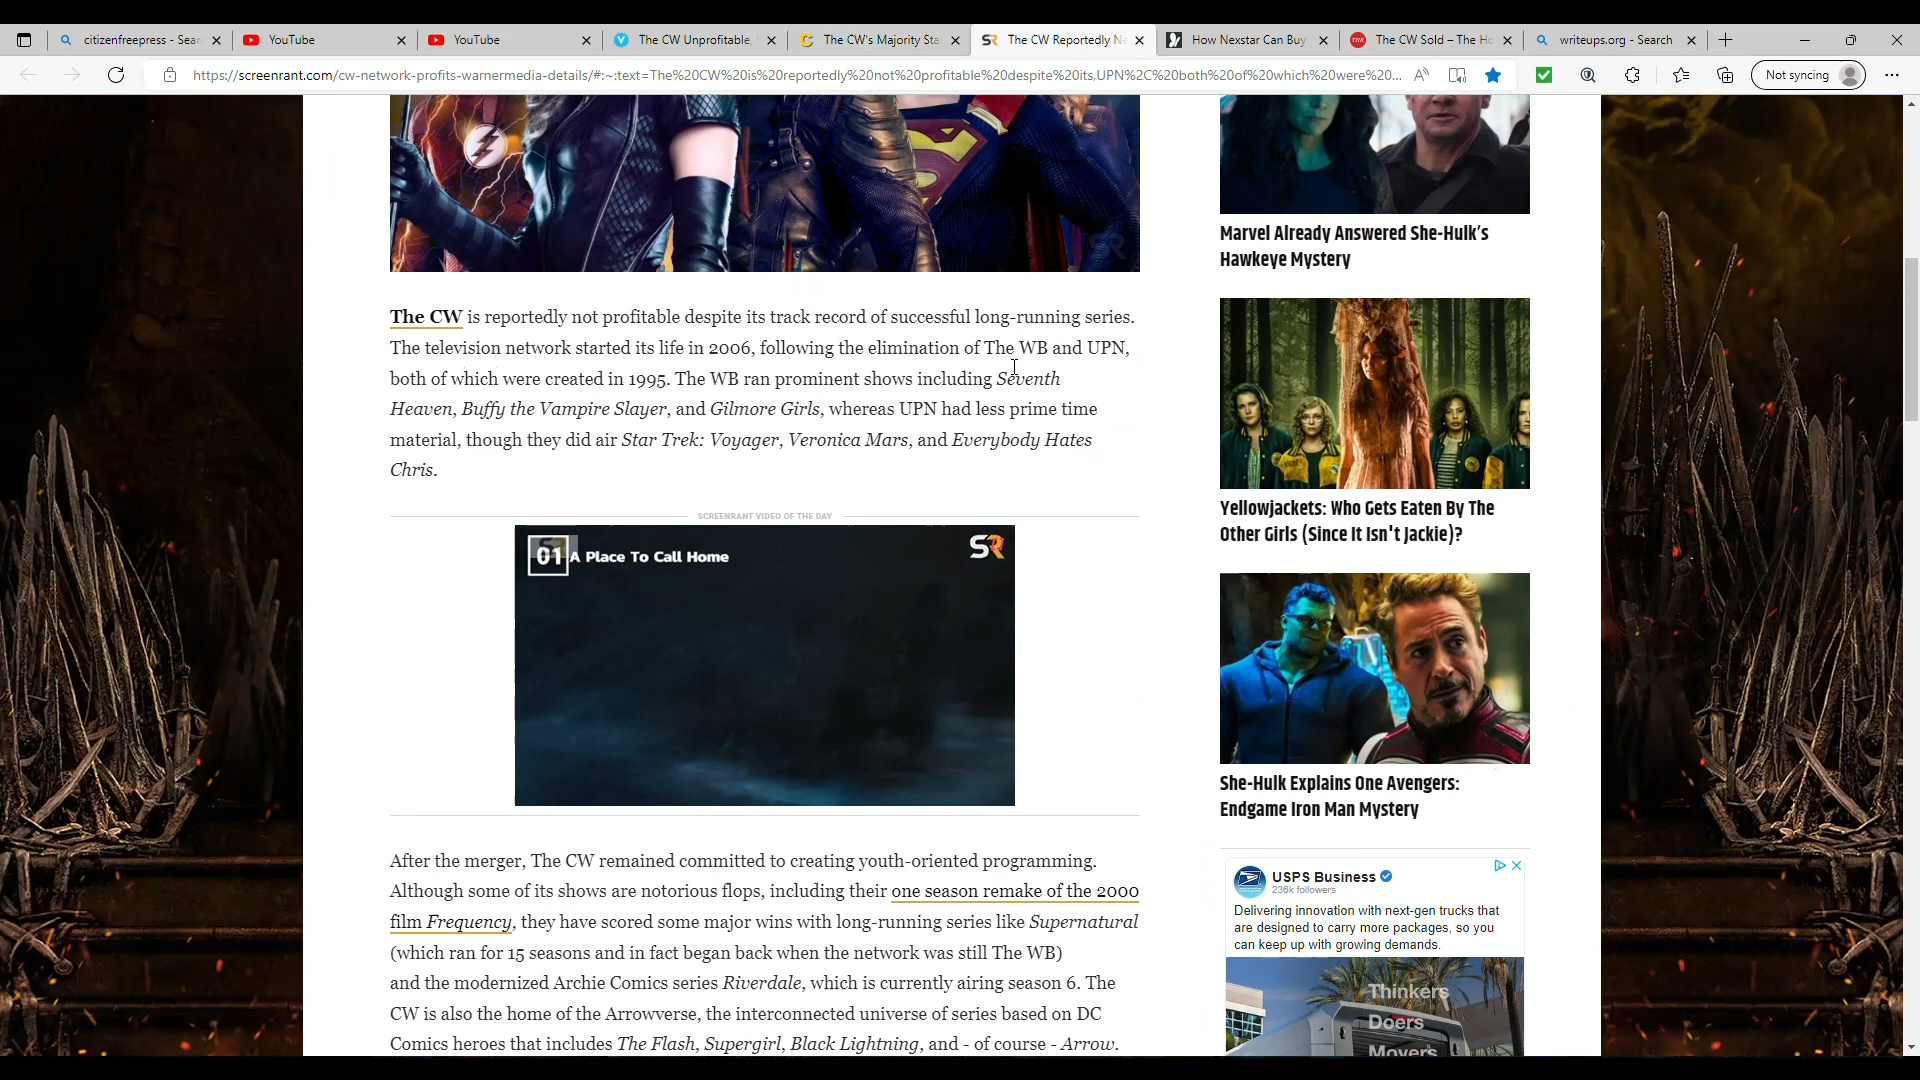 citizenfreepress - Sear
YouTube
YouTube
The CW Unprofitable,
The CW's Majority Sta
The CW Reportedly N
How Nexstar Can Buy
The CW Sold – The Ho
writeups.org - Search
https://screenrant.com/cw-network-profits-warnermedia-details/#:~:text=The%20CW%20is%20reportedly%20not%20profitable%20despite%20its,UPN%2C%20both%20of%20which%20were%20...
Not syncing
The CW is reportedly not profitable despite its track record of successful long-running series.
The television network started its life in 2006, following the elimination of The WB and UPN,
both of which were created in 1995. The WB ran prominent shows including Seventh
Heaven, Buffy the Vampire Slayer, and Gilmore Girls, whereas UPN had less prime time
material, though they did air Star Trek: Voyager, Veronica Mars, and Everybody Hates
Chris.
SCREENRANT VIDEO OF THE DAY
01 A Place To Call Home
SR
After the merger, The CW remained committed to creating youth-oriented programming.
Although some of its shows are notorious flops, including their one season remake of the 2000
film Frequency, they have scored some major wins with long-running series like Supernatural
(which ran for 15 seasons and in fact began back when the network was still The WB)
and the modernized Archie Comics series Riverdale, which is currently airing season 6. The
CW is also the home of the Arrowverse, the interconnected universe of series based on DC
Comics heroes that includes The Flash, Supergirl, Black Lightning, and - of course - Arrow.
Marvel Already Answered She-Hulk's
Hawkeye Mystery
Yellowjackets: Who Gets Eaten By The
Other Girls (Since It Isn't Jackie)?
She-Hulk Explains One Avengers:
Endgame Iron Man Mystery
USPS Business
236k followers
Delivering innovation with next-gen trucks that
are designed to carry more packages, so you
can keep up with growing demands.
Thinkers
Doers
Movers